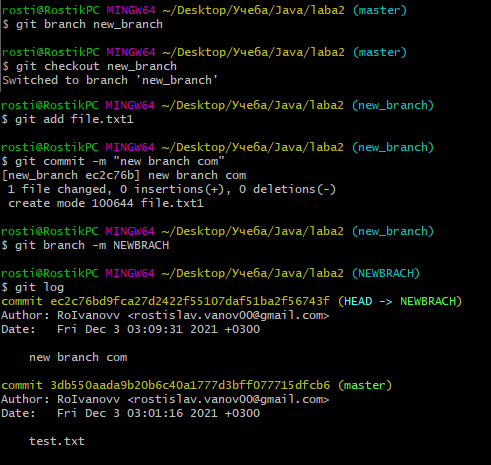 rosti@RostikPC MINGW64 ~/Desktop/Учеба/Java/laba2 (master)
$ git branch new_branch
rosti@RostikPC MINGW64 ~/Desktop/Учеба/Java/laba2 (master)
$ git checkout new_branch
Switched to branch 'new_branch'
rosti@RostikPC MINGW64 ~/Desktop/Учеба/Java/laba2 (new_branch)
$ git add file.txt1
rosti@RostikPC MINGW64 ~/Desktop/Учеба/Java/laba2 (new_branch)
$ git commit -m "new branch com"
[new_branch ec2c76b] new branch com
 1 file changed, 0 insertions(+), 0 deletions(-)
 create mode 100644 file.txt1
rosti@RostikPC MINGW64 ~/Desktop/Учеба/Java/laba2 (new_branch)
$ git branch -m NEWBRACH
rosti@RostikPC MINGW64 ~/Desktop/Учеба/Java/laba2 (NEWBRACH)
$ git log
commit ec2c76bd9fca27d2422f55107daf51ba2f56743f (HEAD -> NEWBRACH)
Author: RoIvanovv <rostislav.vanov00@gmail.com>
Date:   Fri Dec 3 03:09:31 2021 +0300
    new branch com
commit 3db550aada9b20b6c40a1777d3bff077715dfcb6 (master)
Author: RoIvanovv <rostislav.vanov00@gmail.com>
Date:   Fri Dec 3 03:01:16 2021 +0300
    test.txt